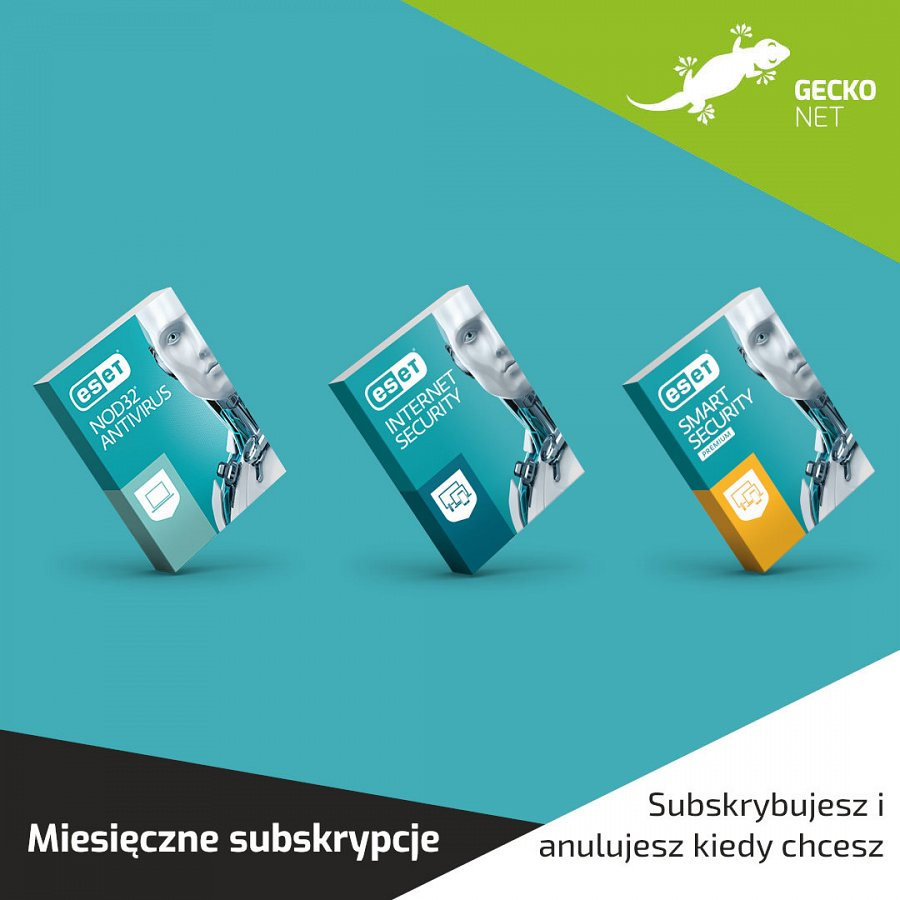 GECKO
NET
eseT
NOD32®
ANTIVIRUS
eseT
INTERNET
SECURITY
eseT
SMART
SECURITY
PREMIUM
Miesięczne subskrypcje
Subskrybujesz i
anulujesz kiedy chcesz